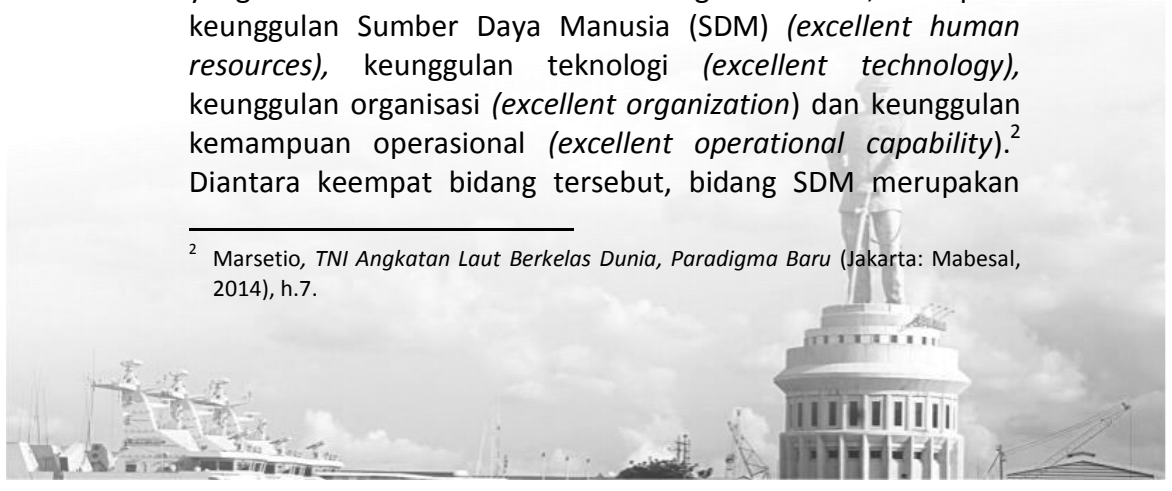 keunggulan Sumber Daya Manusia (SDM) (excellent human
resources), keunggulan teknologi (excellent technology),
keunggulan organisasi (excellent organization) dan keunggulan
kemampuan operasional (excellent operational capability).2
Diantara keempat bidang tersebut, bidang SDM merupakan
2 Marsetio, TNI Angkatan Laut Berkelas Dunia, Paradigma Baru (Jakarta: Mabesal,
2014), h.7.